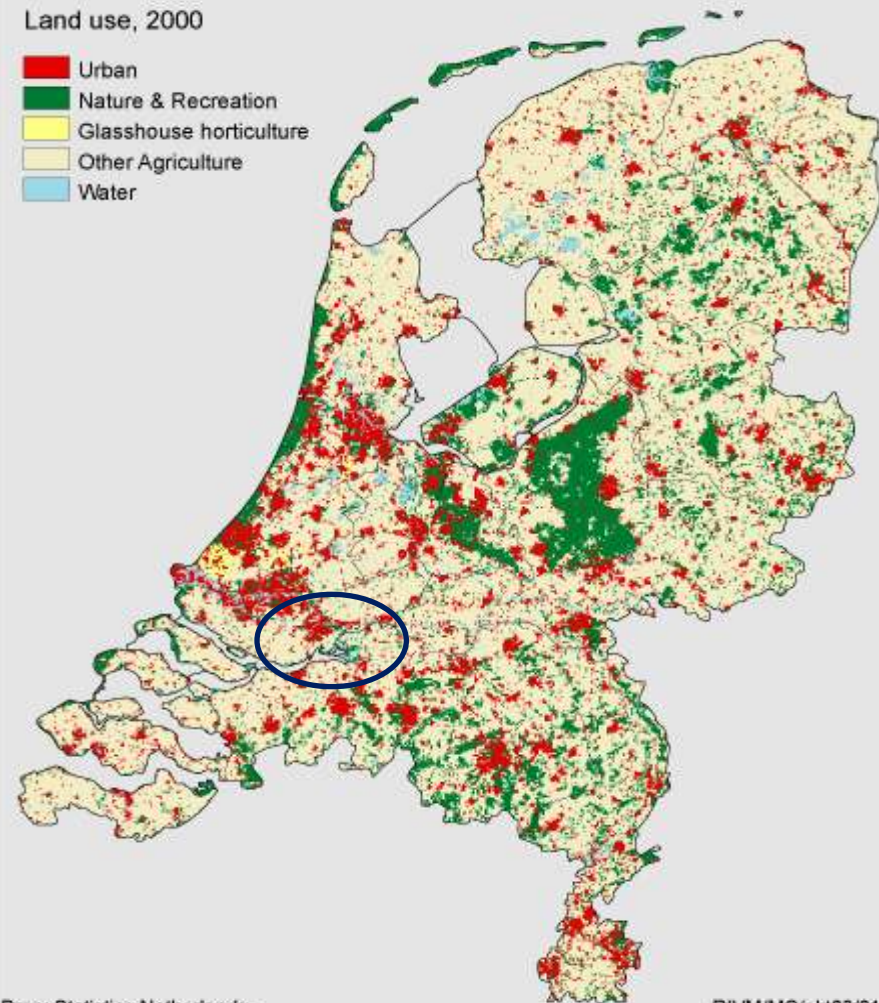 Land use, 2000
Urban
Nature & Recreation
Glasshouse horticulture
Other Agriculture
Water